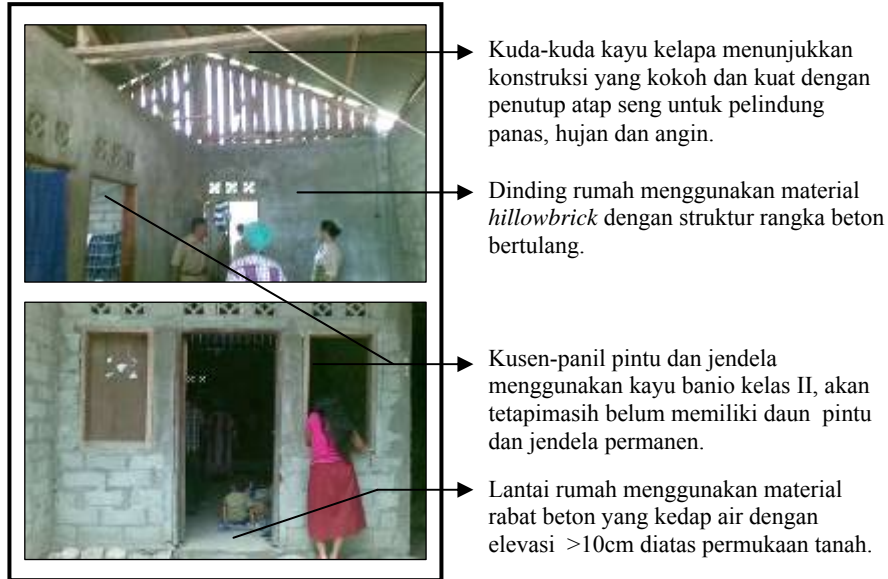 Kuda-kuda kayu kelapa menunjukkan
konstruksi yang kokoh dan kuat dengan
penutup atap seng untuk pelindung
panas, hujan dan angin.
Dinding rumah menggunakan material
hillowbrick dengan struktur rangka beton
bertulang.
Kusen-panil pintu dan jendela
menggunakan kayu banio kelas II, akan
tetapimasih belum memiliki daun pintu
dan jendela permanen.
Lantai rumah menggunakan material
rabat beton yang kedap air dengan
elevasi >10cm diatas permukaan tanah.